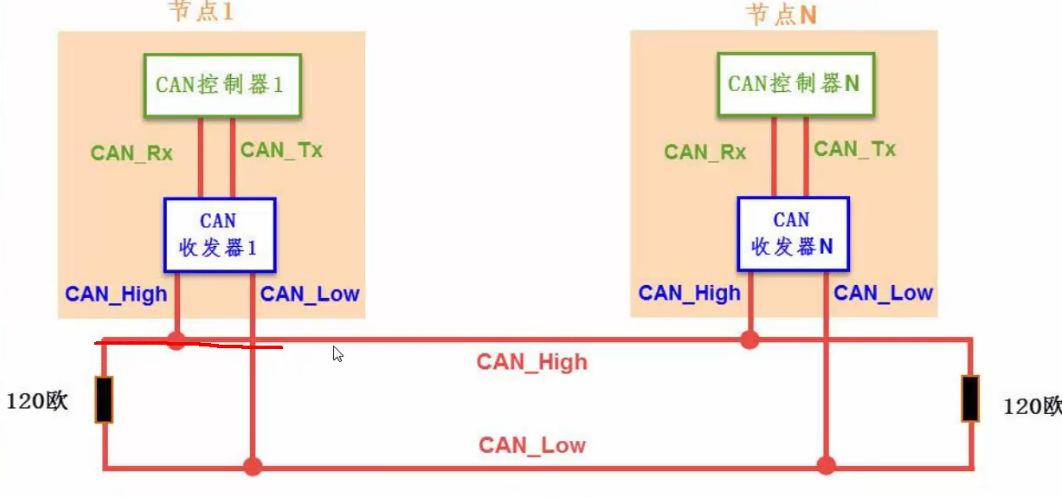 节点1
节点N
CAN控制器1
CAN控制器N
CAN_Rx
CAN_Tx
CAN_Rx
CAN_Tx
CAN
收发器1
CAN
收发器N
CAN_High
CAN_Low
CAN_High
CAN_Low
CAN_High
120欧
120欧
CAN_Low